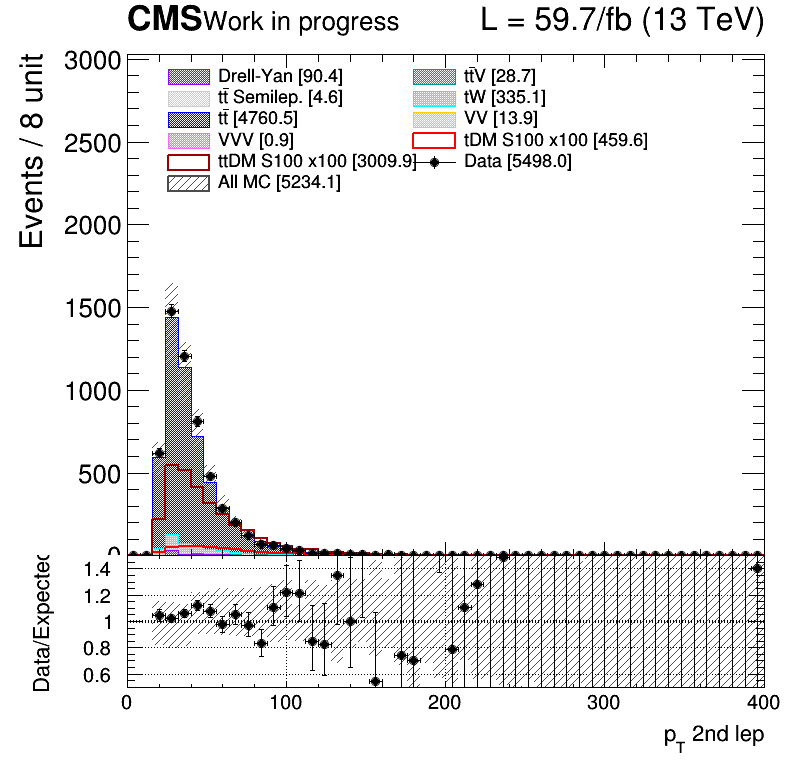 CMS Work in progress L = 59.7/fb (13 TeV)
Events / 8 unit
3000
2500
2000
1500
1000
500
0
Drell-Yan [90.4] tt̄V [28.7]
tt̄ Semilep. [4.6] tW [335.1]
tt̄ [4760.5] VV [13.9]
VVV [0.9] tDM S100 x100 [459.6]
ttDM S100 x100 [3009.9] Data [5498.0]
All MC [5234.1]
Data/Expected
1.4
1.2
1
0.8
0.6
0 100 200 300 400
p_T 2nd lep